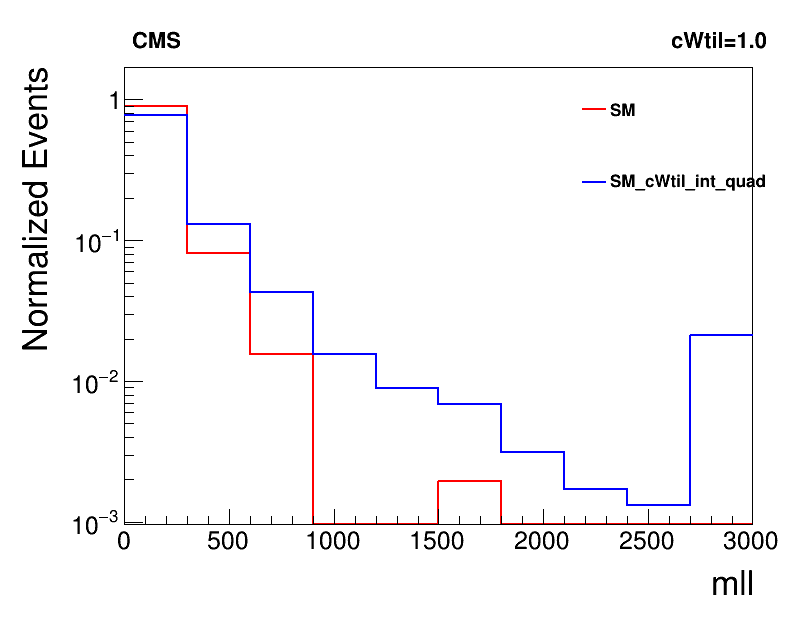 CMS
cWtil=1.0
Normalized Events
1
10−1
10−2
10−3
SM
SM_cWtil_int_quad
0 500 1000 1500 2000 2500 3000
mll